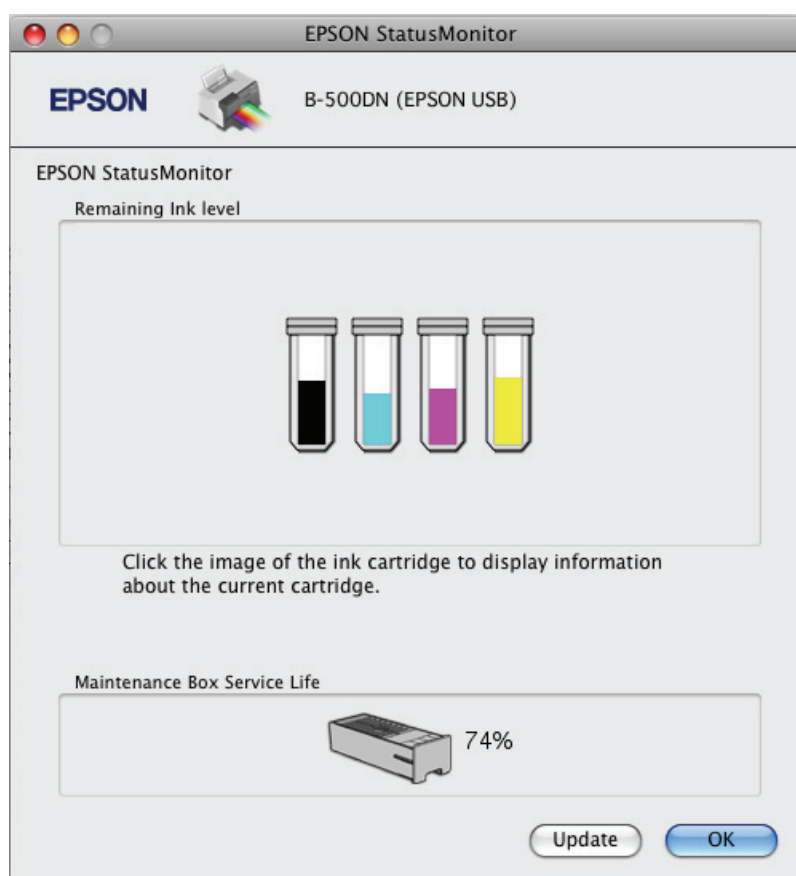 EPSON StatusMonitor
EPSON
B-500DN (EPSON USB)
EPSON StatusMonitor
Remaining Ink level
Click the image of the ink cartridge to display information
about the current cartridge.
Maintenance Box Service Life
74%
Update
OK